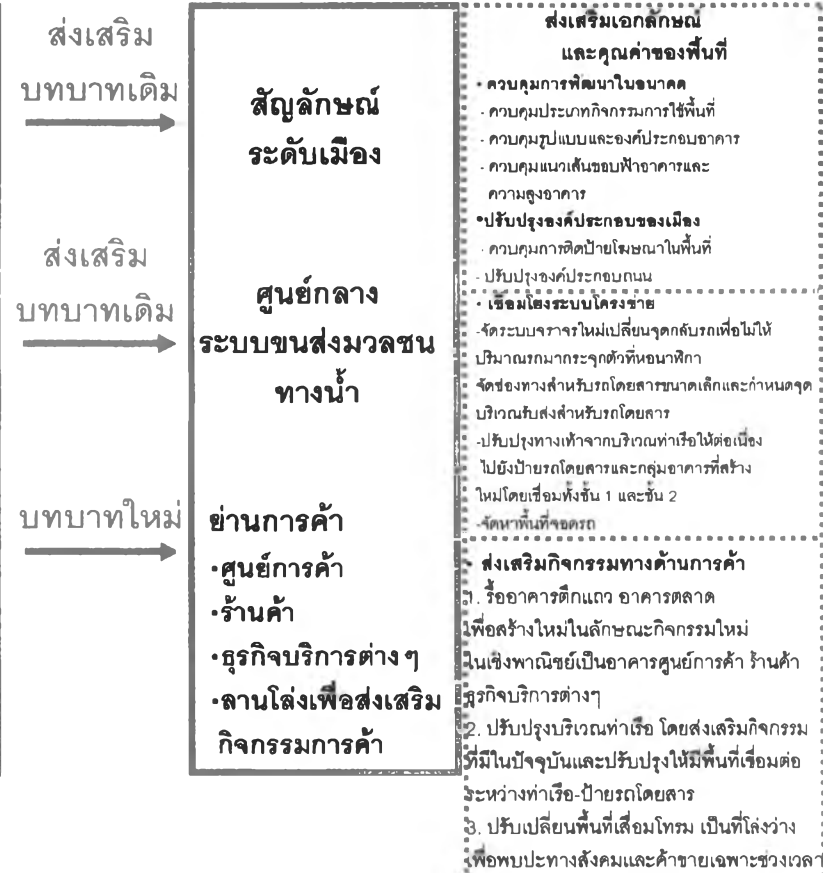 ส่งเสริม
บทบาทเดิม
ส่งเสริม
บทบาทเดิม
บทบาทใหม่
สัญลักษณ์
ระดับเมือง
ศูนย์กลาง
ระบบขนส่งมวลชน
ทางน้ำ
ย่านการค้า
•ศูนย์การค้า
•ร้านค้า
•ธุรกิจบริการต่าง ๆ
•ลานโล่งเพื่อส่งเสริม
กิจกรรมการค้า
ส่งเสริมเอกลักษณ์
และคุณค่าของพื้นที่
• ควบคุมการพัฒนาในอนาคต
- ควบคุมประเภทกิจกรรมการใช้พื้นที่
- ควบคุมรูปแบบและองค์ประกอบอาคาร
- ควบคุมแนวเส้นขอบฟ้าอาคารและ
ความสูงอาคาร
•ปรับปรุงองค์ประกอบของเมือง
- ควบคุมการติดป้ายโฆษณาในพื้นที่
- ปรับปรุงองค์ประกอบถนน
• เชื่อมโยงระบบโครงข่าย
-จัดระบบจราจรใหม่เปลี่ยนจุดกลับรถเพื่อไม่ให้
ปริมาณรถมากระจุกตัวที่หอนาฬิกา
จัดช่องทางสำหรับรถโดยสารขนาดเล็กและกำหนดจุด
บริเวณรับส่งสำหรับรถโดยสาร
-ปรับปรุงทางเท้าจากบริเวณท่าเรือให้ต่อเนื่อง
ไปยังป้ายรถโดยสารและกลุ่มอาคารที่สร้าง
ใหม่โดยเชื่อมทั้งชั้น 1 และชั้น 2
-จัดหาพื้นที่จอดรถ
• ส่งเสริมกิจกรรมทางด้านการค้า
1. รื้ออาคารตึกแถว อาคารตลาด
เพื่อสร้างใหม่ในลักษณะกิจกรรมใหม่
ในเชิงพาณิชย์เป็นอาคารศูนย์การค้า ร้านค้า
ธุรกิจบริการต่างๆ
2. ปรับปรุงบริเวณท่าเรือ โดยส่งเสริมกิจกรรม
ที่มีในปัจจุบันและปรับปรุงให้มีพื้นที่เชื่อมต่อ
ระหว่างท่าเรือ-ป้ายรถโดยสาร
3. ปรับเปลี่ยนพื้นที่เสื่อมโทรม เป็นที่โล่งว่าง
เพื่อพบปะทางสังคมและค้าขายเฉพาะช่วงเวลา